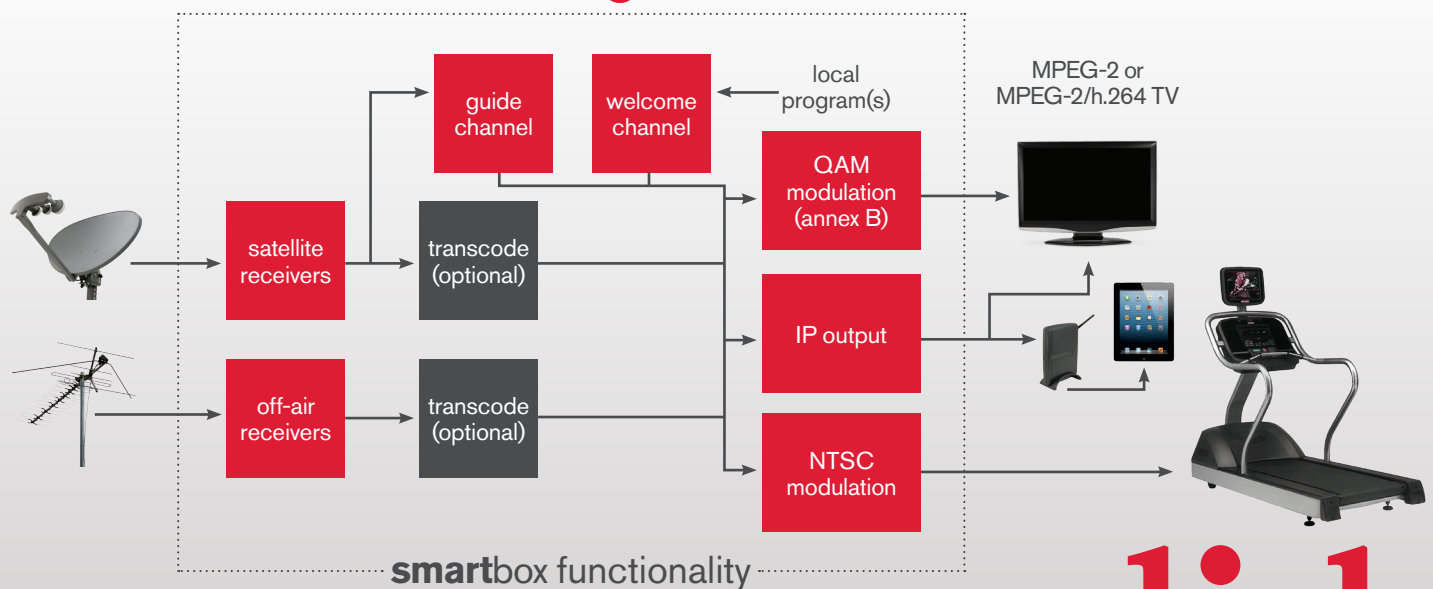 guide
channel
welcome
channel
local
program(s)
MPEG-2 or
MPEG-2/h.264 TV
QAM
modulation
(annex B)
satellite
receivers
transcode
(optional)
IP output
off-air
receivers
transcode
(optional)
NTSC
modulation
smartbox functionality